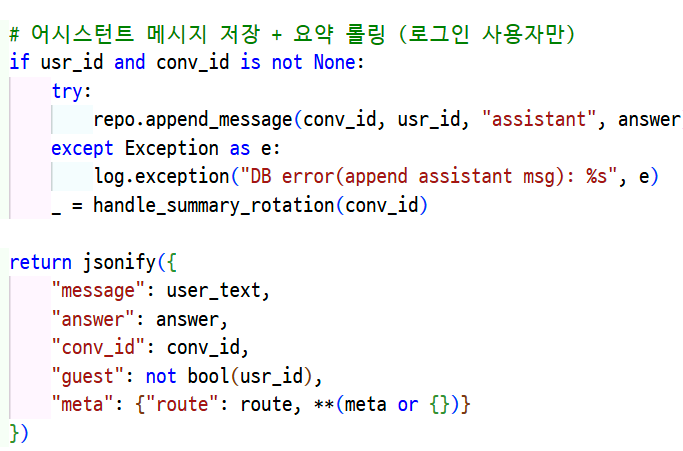 # 어시스턴트 메시지 저장 + 요약 롤링 (로그인 사용자만)
if usr_id and conv_id is not None:
    try:
        repo.append_message(conv_id, usr_id, "assistant", answer
    except Exception as e:
        log.exception("DB error(append assistant msg): %s", e)
    _ = handle_summary_rotation(conv_id)
return jsonify({
    "message": user_text,
    "answer": answer,
    "conv_id": conv_id,
    "guest": not bool(usr_id),
    "meta": {"route": route, **(meta or {})}
})